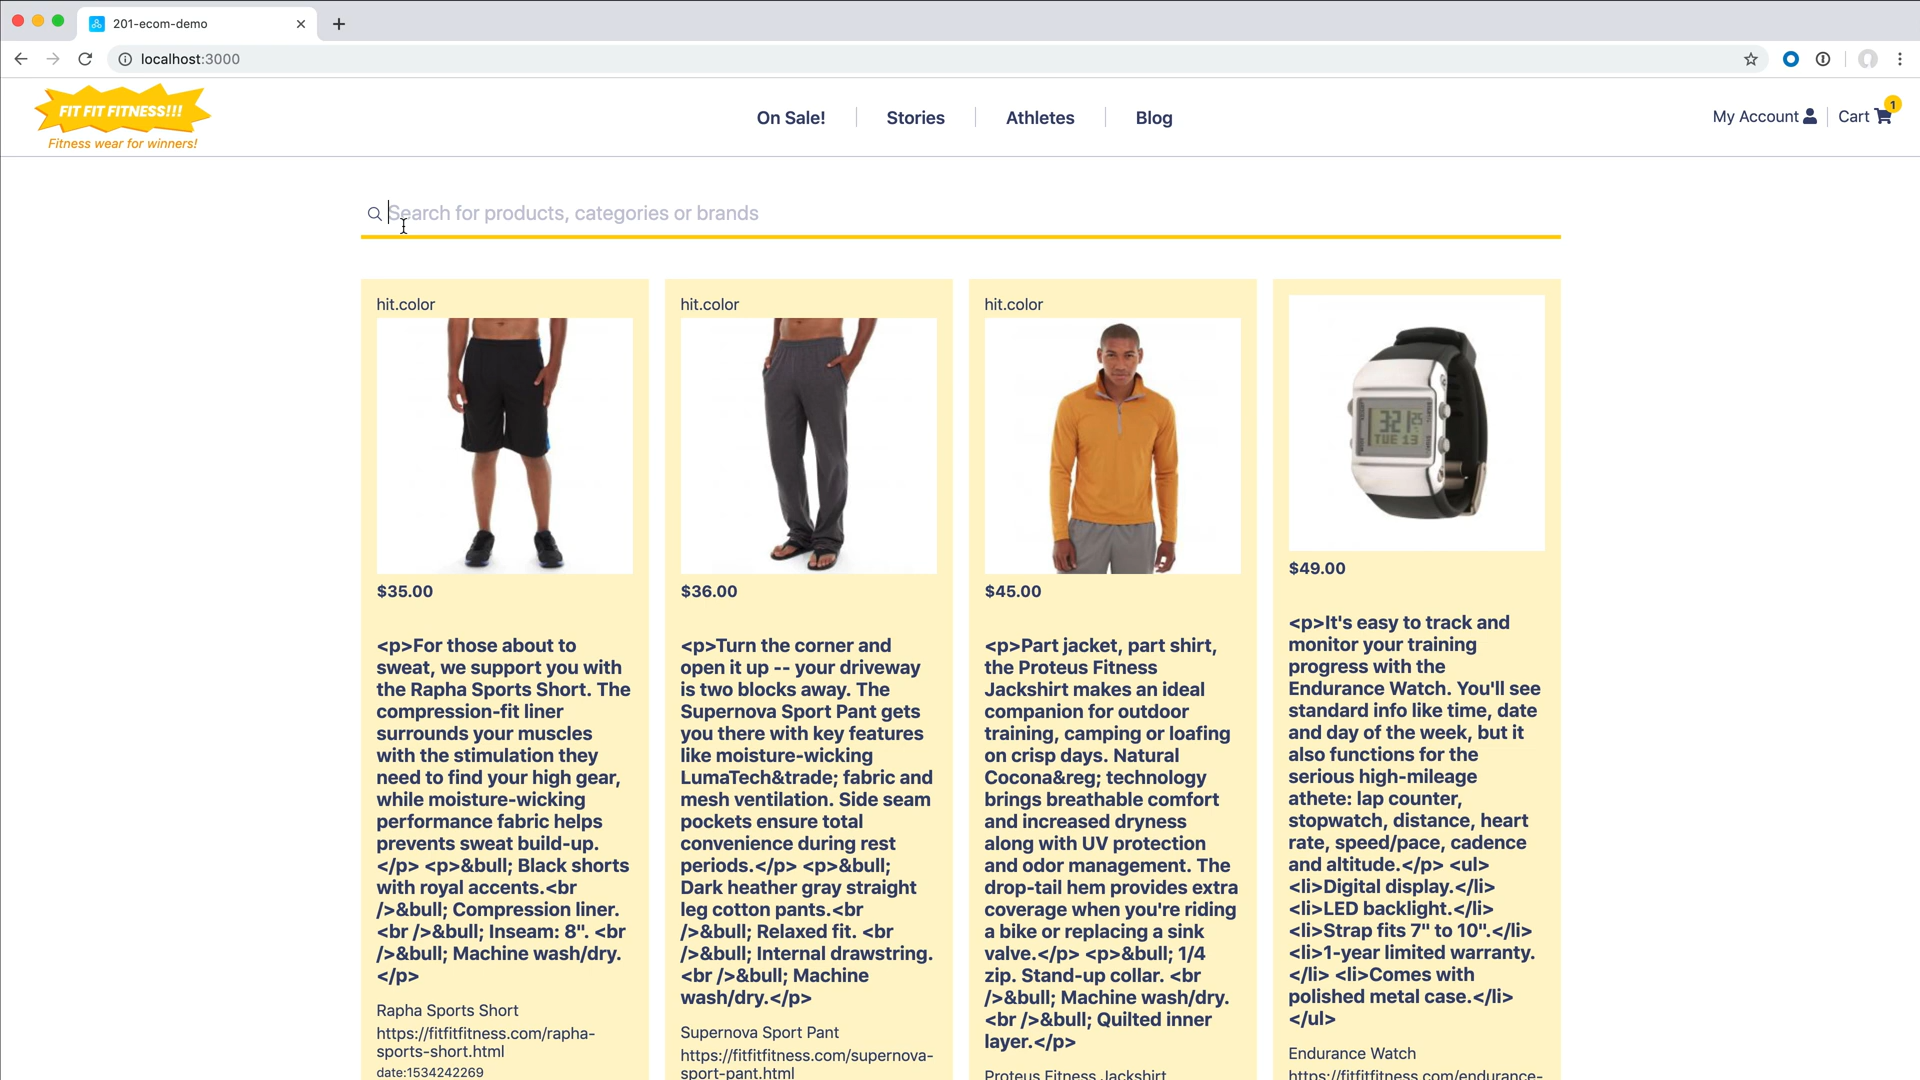 201-ecom-demo
localhost:3000
FIT FIT FITNESS!!!
Fitness wear for winners!
On Sale!
Stories
Athletes
Blog
My Account
Cart
1
Search for products, categories or brands
hit.color
$35.00
<p>For those about to
sweat, we support you with
the Rapha Sports Short. The
compression-fit liner
surrounds your muscles
with the stimulation they
need to find your high gear,
while moisture-wicking
performance fabric helps
prevents sweat build-up.
</p> <p>&bull; Black shorts
with royal accents.<br
/>&bull; Compression liner.
<br />&bull; Inseam: 8". <br
/>&bull; Machine wash/dry.
</p>
Rapha Sports Short
https://fitfitfitness.com/rapha-
sports-short.html
date:1534242269
hit.color
$36.00
<p>Turn the corner and
open it up -- your driveway
is two blocks away. The
Supernova Sport Pant gets
you there with key features
like moisture-wicking
LumaTech&trade; fabric and
mesh ventilation. Side seam
pockets ensure total
convenience during rest
periods.</p> <p>&bull;
Dark heather gray straight
leg cotton pants.<br
/>&bull; Relaxed fit. <br
/>&bull; Internal drawstring.
<br />&bull; Machine
wash/dry.</p>
Supernova Sport Pant
https://fitfitfitness.com/supernova-
sport-pant.html
hit.color
$45.00
<p>Part jacket, part shirt,
the Proteus Fitness
Jackshirt makes an ideal
companion for outdoor
training, camping or loafing
on crisp days. Natural
Cocona&reg; technology
brings breathable comfort
and increased dryness
along with UV protection
and odor management. The
drop-tail hem provides extra
coverage when you're riding
a bike or replacing a sink
valve.</p> <p>&bull; 1/4
zip. Stand-up collar. <br
/>&bull; Machine wash/dry.
<br />&bull; Quilted inner
layer.</p>
Proteus Fitness Jackshirt
3:21 25
TUE 13
$49.00
<p>It's easy to track and
monitor your training
progress with the
Endurance Watch. You'll see
standard info like time, date
and day of the week, but it
also functions for the
serious high-mileage
athete: lap counter,
stopwatch, distance, heart
rate, speed/pace, cadence
and altitude.</p> <ul>
<li>Digital display.</li>
<li>LED backlight.</li>
<li>Strap fits 7" to 10".</li>
<li>1-year limited warranty.
</li> <li>Comes with
polished metal case.</li>
</ul>
Endurance Watch
https://fitfitfitness.com/endurance-